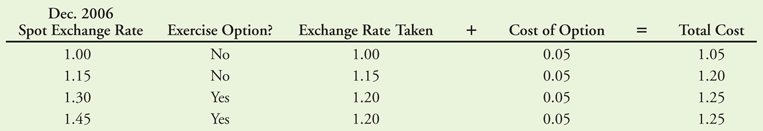 Dec. 2006
Spot Exchange Rate Exercise Option? Exchange Rate Taken + Cost of Option = Total Cost
1.00 No 1.00 0.05 1.05
1.15 No 1.15 0.05 1.20
1.30 Yes 1.20 0.05 1.25
1.45 Yes 1.20 0.05 1.25